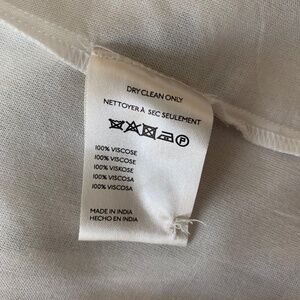 DRY CLEAN ONLY
NETTOYER À SEC SEULEMENT
P
100% VISCOSE
100% VISCOSE
100% VISKOSE
100% VISCOSA
100% VISCOSA
MADE IN INDIA
HECHO EN INDIA